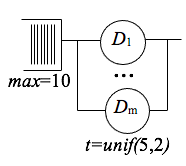 D1
...
max=10
Dm
t=unif(5,2)